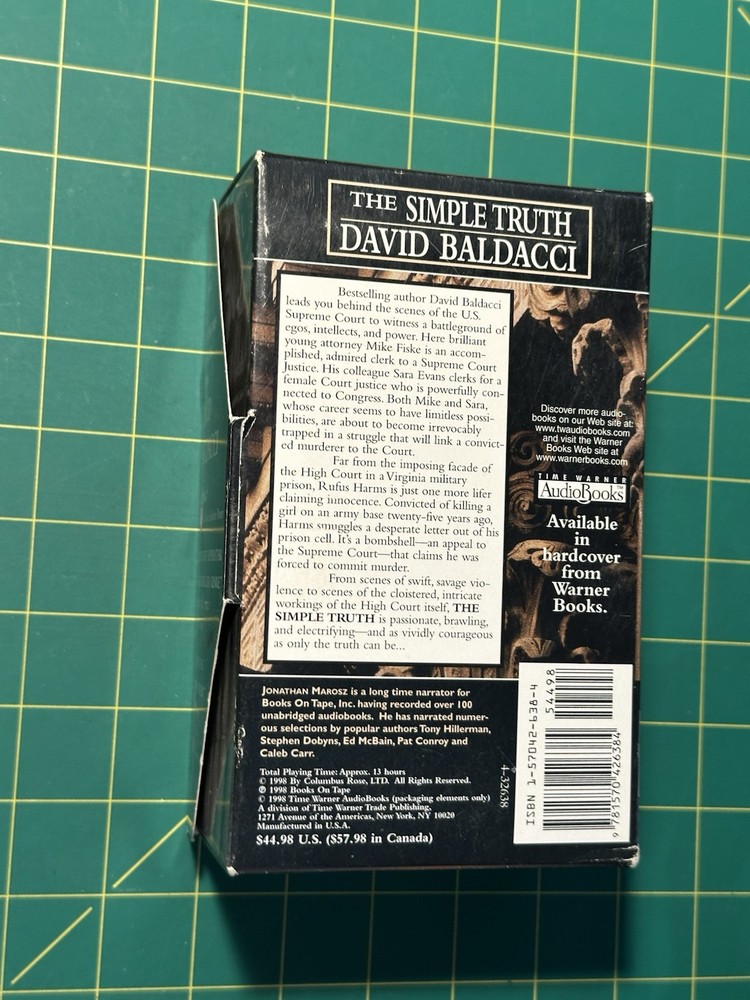 THE SIMPLE TRUTH
DAVID BALDACCI
Bestselling author David Baldacci
leads you behind the scenes of the U.S.
Supreme Court to witness a battleground of
egos, intellects, and power. Here brilliant
young attorney Mike Fiske is an accom-
plished, admired clerk to a Supreme Court
Justice. His colleague Sara Evans clerks for a
female Court justice who is powerfully con-
nected to Congress. Both Mike and Sara,
whose career seems to have limitless possi-
bilities, are about to become irrevocably
trapped in a struggle that will link a convict-
ed murderer to the Court.
Far from the imposing facade of
the High Court in a Virginia military
prison, Rufus Harms is just one more lifer
claiming innocence. Convicted of killing a
girl on an army base twenty-five years ago,
Harms smuggles a desperate letter out of his
prison cell. It's a bombshell—an appeal to
the Supreme Court—that claims he was
forced to commit murder.
From scenes of swift, savage vio-
lence to scenes of the cloistered, intricate
workings of the High Court itself, THE
SIMPLE TRUTH is passionate, brawling,
and electrifying—and as vividly courageous
as only the truth can be...
Discover more audio-
books on our Web site at:
www.twaudiobooks.com
and visit the Warner
Books Web site at
www.warnerbooks.com
TIME WARNER
AudioBooks™
Available
in
hardcover
from
Warner
Books.
JONATHAN MAROSZ is a long time narrator for
Books On Tape, Inc. having recorded over 100
unabridged audiobooks. He has narrated numer-
ous selections by popular authors Tony Hillerman,
Stephen Dobyns, Ed McBain, Pat Conroy and
Caleb Carr.
Total Playing Time: Approx. 13 hours
© 1998 By Columbus Rose, LTD. All Rights Reserved.
℗ 1998 Books On Tape
© 1998 Time Warner AudioBooks (packaging elements only)
A division of Time Warner Trade Publishing,
1271 Avenue of the Americas, New York, NY 10020
Manufactured in U.S.A.
$44.98 U.S. ($57.98 in Canada)
4-32638
ISBN 1-57042-638-4
54498
9 781570 426384